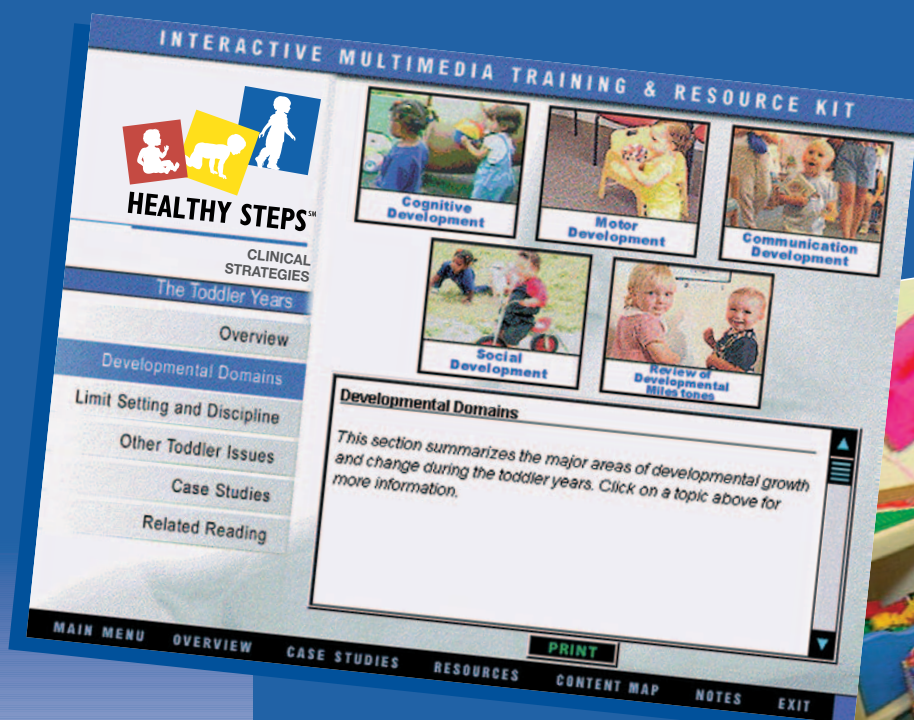 INTERACTIVE MULTIMEDIA TRAINING & RESOURCE KIT
HEALTHY STEPS℠
CLINICAL
STRATEGIES
The Toddler Years
Overview
Developmental Domains
Limit Setting and Discipline
Other Toddler Issues
Case Studies
Related Reading
Cognitive
Development
Motor
Development
Communication
Development
Social
Development
Review of
Developmental
Milestones
Developmental Domains
This section summarizes the major areas of developmental growth
and change during the toddler years. Click on a topic above for
more information.
PRINT
MAIN MENU OVERVIEW CASE STUDIES RESOURCES CONTENT MAP NOTES EXIT